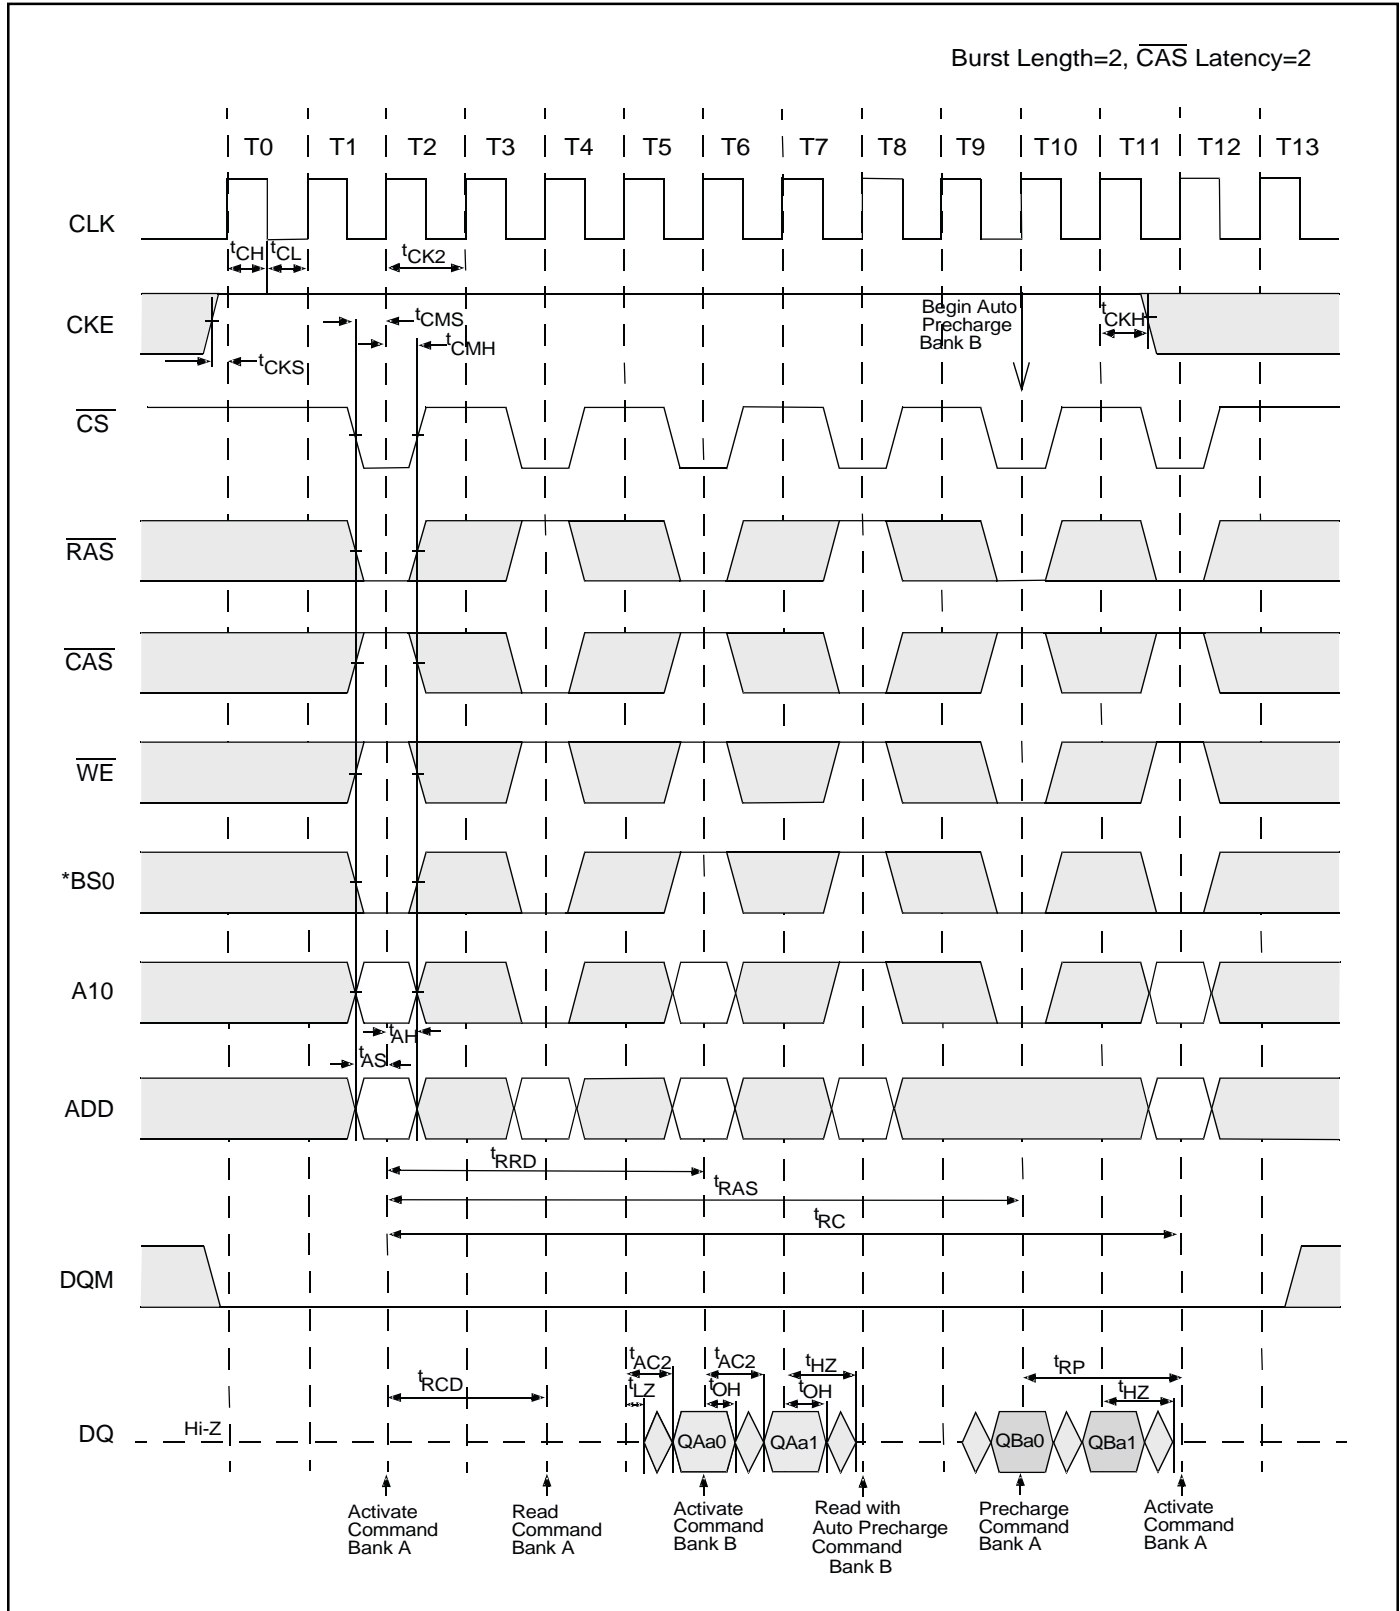 Burst Length=2, CAS Latency=2
T0 T1 T2 T3 T4 T5 T6 T7 T8 T9 T10 T11 T12 T13
CLK
tCH tCL tCK2
CKE
tCMS
tCMH
tCKS
Begin Auto
Precharge
Bank B
tCKH
CS
RAS
CAS
WE
*BS0
A10
tAH
tAS
ADD
tRRD
tRAS
tRC
DQM
tRCD
tAC2 tAC2 tHZ
tLZ tOH tOH
tRP
tHZ
DQ
Hi-Z
QAa0 QAa1 QBa0 QBa1
Activate
Command
Bank A
Read
Command
Bank A
Activate
Command
Bank B
Read with
Auto Precharge
Command
Bank B
Precharge
Command
Bank A
Activate
Command
Bank A